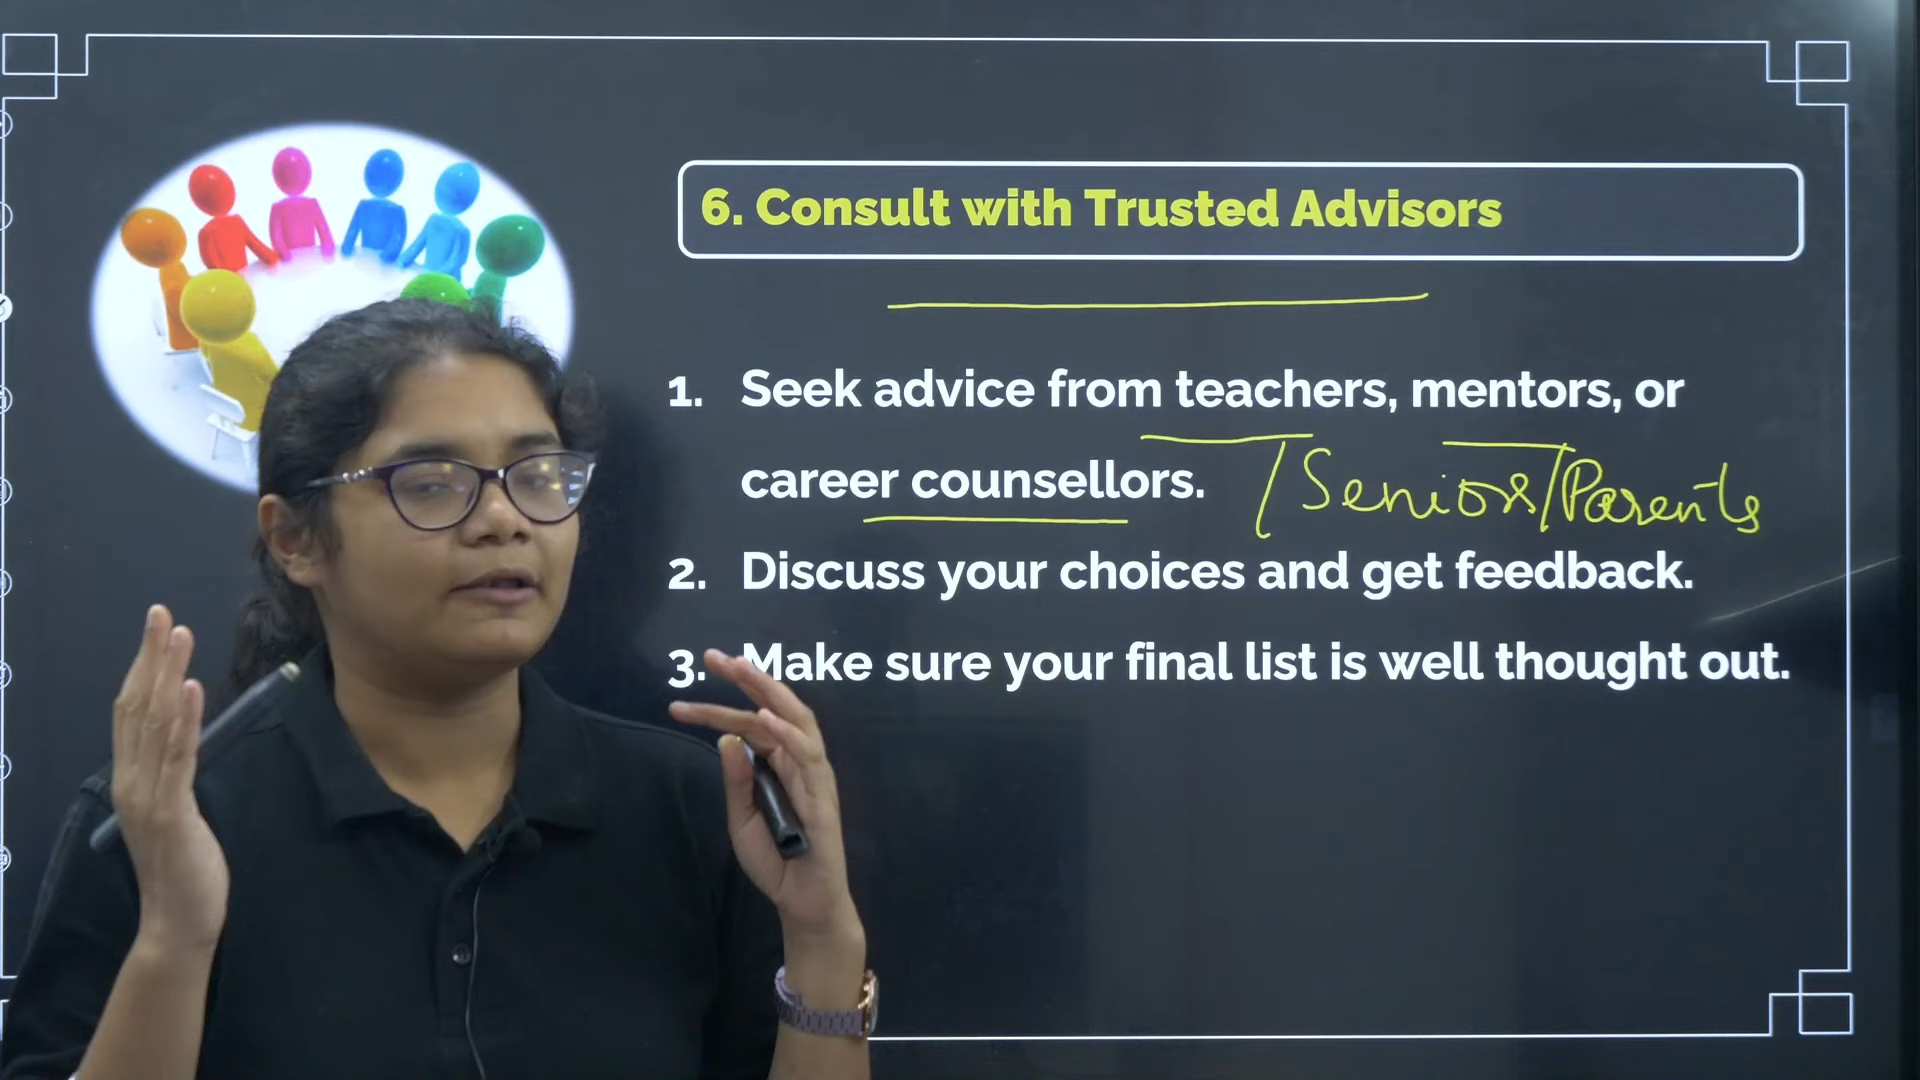 6. Consult with Trusted Advisors
1. Seek advice from teachers, mentors, or
career counsellors. / Seniors/Parents
2. Discuss your choices and get feedback.
3. Make sure your final list is well thought out.